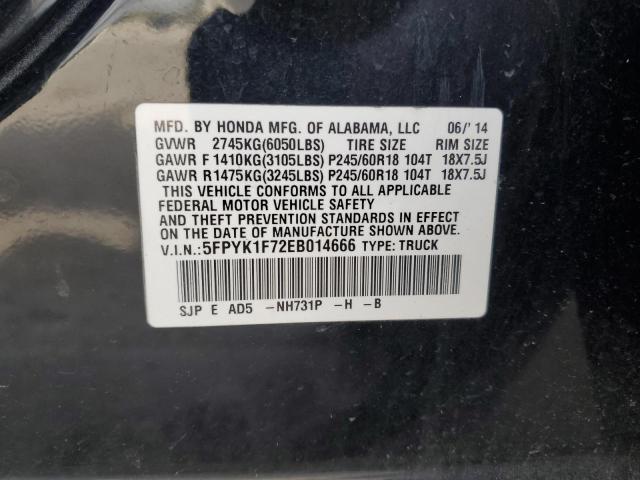 MFD. BY HONDA MFG. OF ALABAMA, LLC 06/'14
GVWR 2745KG(6050LBS) TIRE SIZE RIM SIZE
GAWR F 1410KG(3105LBS) P245/60R18 104T 18X7.5J
GAWR R1475KG(3245LBS) P245/60R18 104T 18X7.5J
THIS VEHICLE CONFORMS TO ALL APPLICABLE
FEDERAL MOTOR VEHICLE SAFETY
AND THEFT PREVENTION STANDARDS IN EFFECT
ON THE DATE OF MANUFACTURE SHOWN ABOVE.
V.I.N.:5FPYK1F72EB014666 TYPE: TRUCK
SJP E AD5 -NH731P -H -B